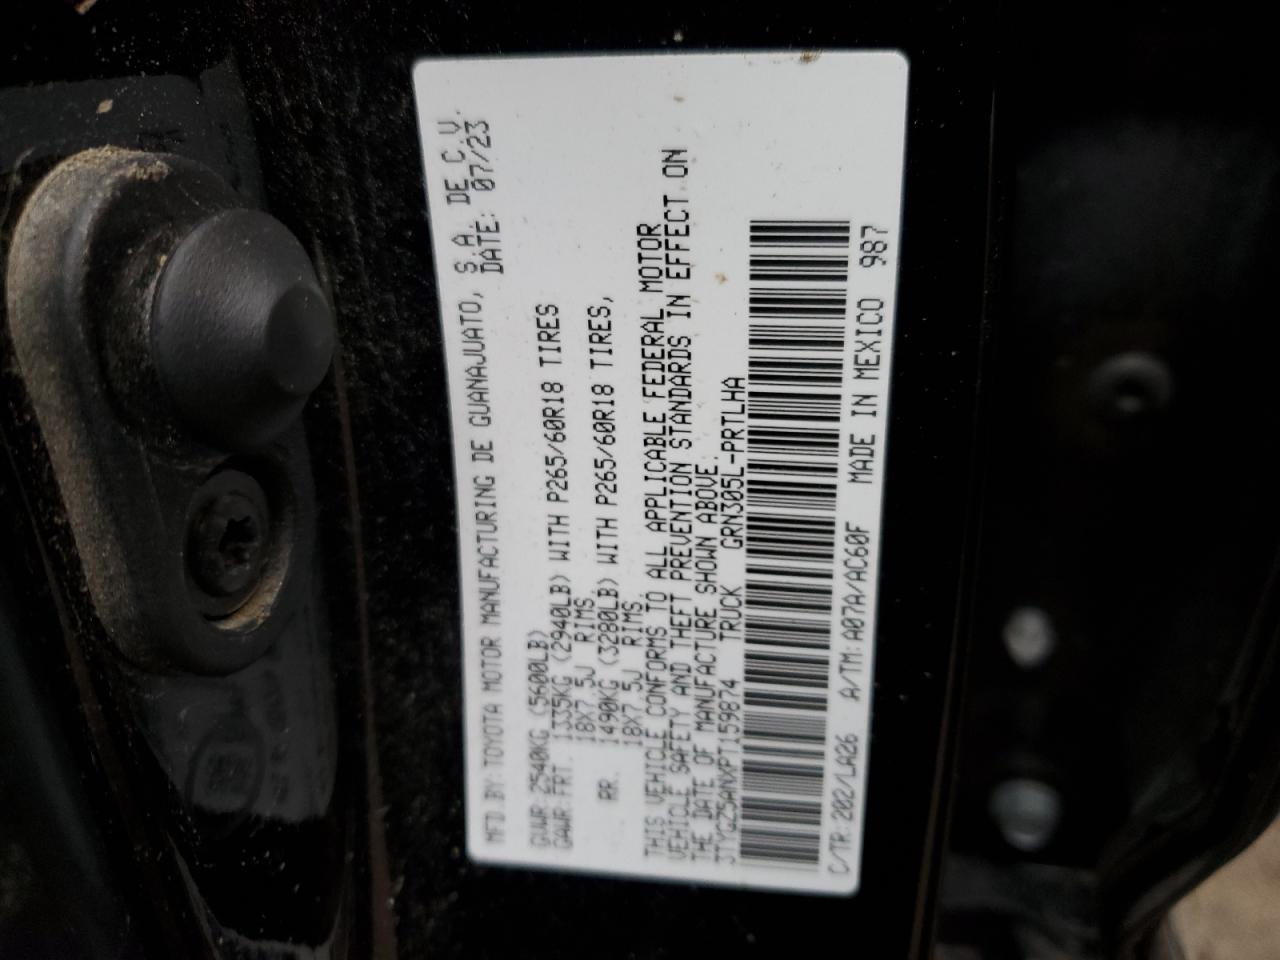 MFD BY: TOYOTA MOTOR MANUFACTURING DE GUANAJUATO, S.A. DE C.V.
DATE: 07/23
GVWR: 2540KG (5600LB)
GAWR: FRT. 1335KG (2940LB) WITH P265/60R18 TIRES
18X7.5J RIMS,
RR. 1490KG (3280LB) WITH P265/60R18 TIRES,
18X7.5J RIMS.
THIS VEHICLE CONFORMS TO ALL APPLICABLE FEDERAL MOTOR
VEHICLE SAFETY AND THEFT PREVENTION STANDARDS IN EFFECT ON
THE DATE OF MANUFACTURE SHOWN ABOVE.
3TYGZ5ANXPT159874 TRUCK GRN305L-PRTLHA
C/TR: 202/LA26 A/TM: A07A/AC60F MADE IN MEXICO 987